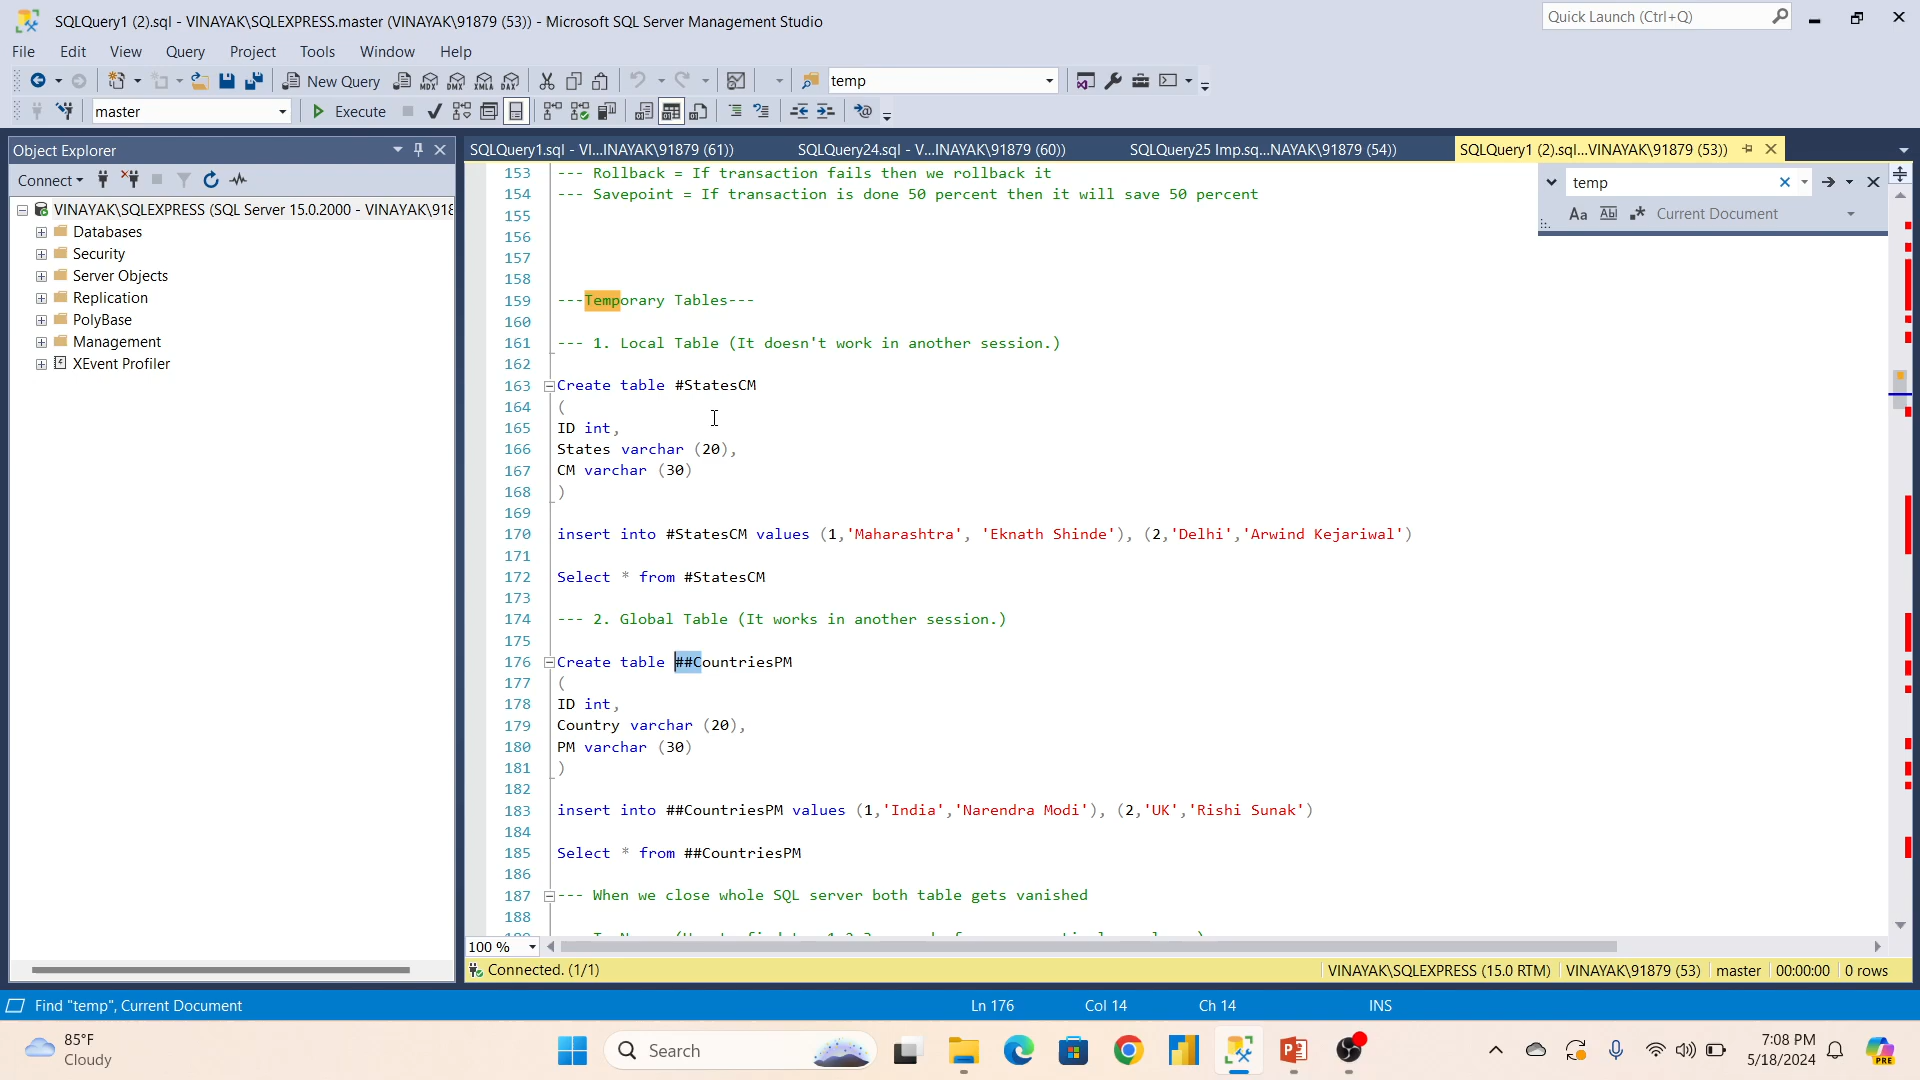 SQLQuery1 (2).sql - VINAYAK\SQLEXPRESS.master (VINAYAK\91879 (53)) - Microsoft SQL Server Management Studio
Quick Launch (Ctrl+Q)
File Edit View Query Project Tools Window Help
New Query MDX DMX XMLA DAX temp
master Execute
Object Explorer
SQLQuery1.sql - VI...INAYAK\91879 (61)) SQLQuery24.sql - V...INAYAK\91879 (60)) SQLQuery25 Imp.sq...NAYAK\91879 (54)) SQLQuery1 (2).sql...VINAYAK\91879 (53))
Connect
VINAYAK\SQLEXPRESS (SQL Server 15.0.2000 - VINAYAK\918
Databases
Security
Server Objects
Replication
PolyBase
Management
XEvent Profiler
temp
Aa Ab Current Document
153 --- Rollback = If transaction fails then we rollback it
154 --- Savepoint = If transaction is done 50 percent then it will save 50 percent
155
156
157
158
159 ---Temporary Tables---
160
161 --- 1. Local Table (It doesn't work in another session.)
162
163 Create table #StatesCM
164 (
165 ID int,
166 States varchar (20),
167 CM varchar (30)
168 )
169
170 insert into #StatesCM values (1,'Maharashtra', 'Eknath Shinde'), (2,'Delhi','Arwind Kejariwal')
171
172 Select * from #StatesCM
173
174 --- 2. Global Table (It works in another session.)
175
176 Create table ##CountriesPM
177 (
178 ID int,
179 Country varchar (20),
180 PM varchar (30)
181 )
182
183 insert into ##CountriesPM values (1,'India','Narendra Modi'), (2,'UK','Rishi Sunak')
184
185 Select * from ##CountriesPM
186
187 --- When we close whole SQL server both table gets vanished
188
100 %
Connected. (1/1) VINAYAK\SQLEXPRESS (15.0 RTM) VINAYAK\91879 (53) master 00:00:00 0 rows
Find "temp", Current Document Ln 176 Col 14 Ch 14 INS
85°F
Cloudy
Search
7:08 PM
5/18/2024
PRE